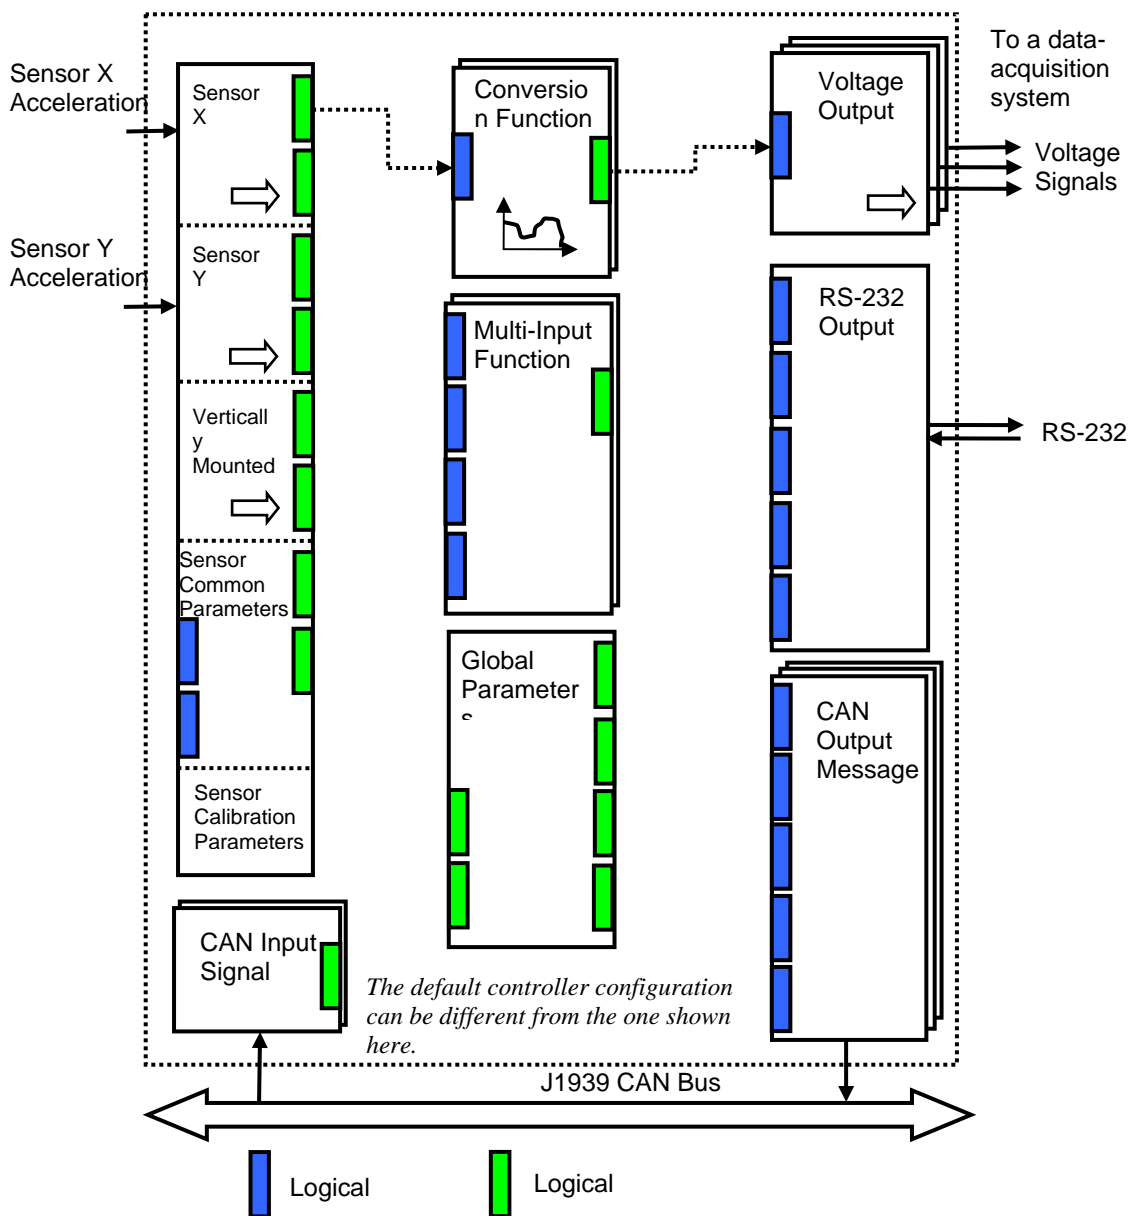 Sensor X
Acceleration
Sensor
X
Conversio
n Function
Voltage
Output
To a data-
acquisition
system
Voltage
Signals
Sensor Y
Acceleration
Sensor
Y
Multi-Input
Function
RS-232
Output
RS-232
Verticall
y
Mounted
Sensor
Common
Parameters
Global
Parameter
s
CAN
Output
Message
Sensor
Calibration
Parameters
CAN Input
Signal
The default controller configuration
can be different from the one shown
here.
J1939 CAN Bus
Logical
Logical